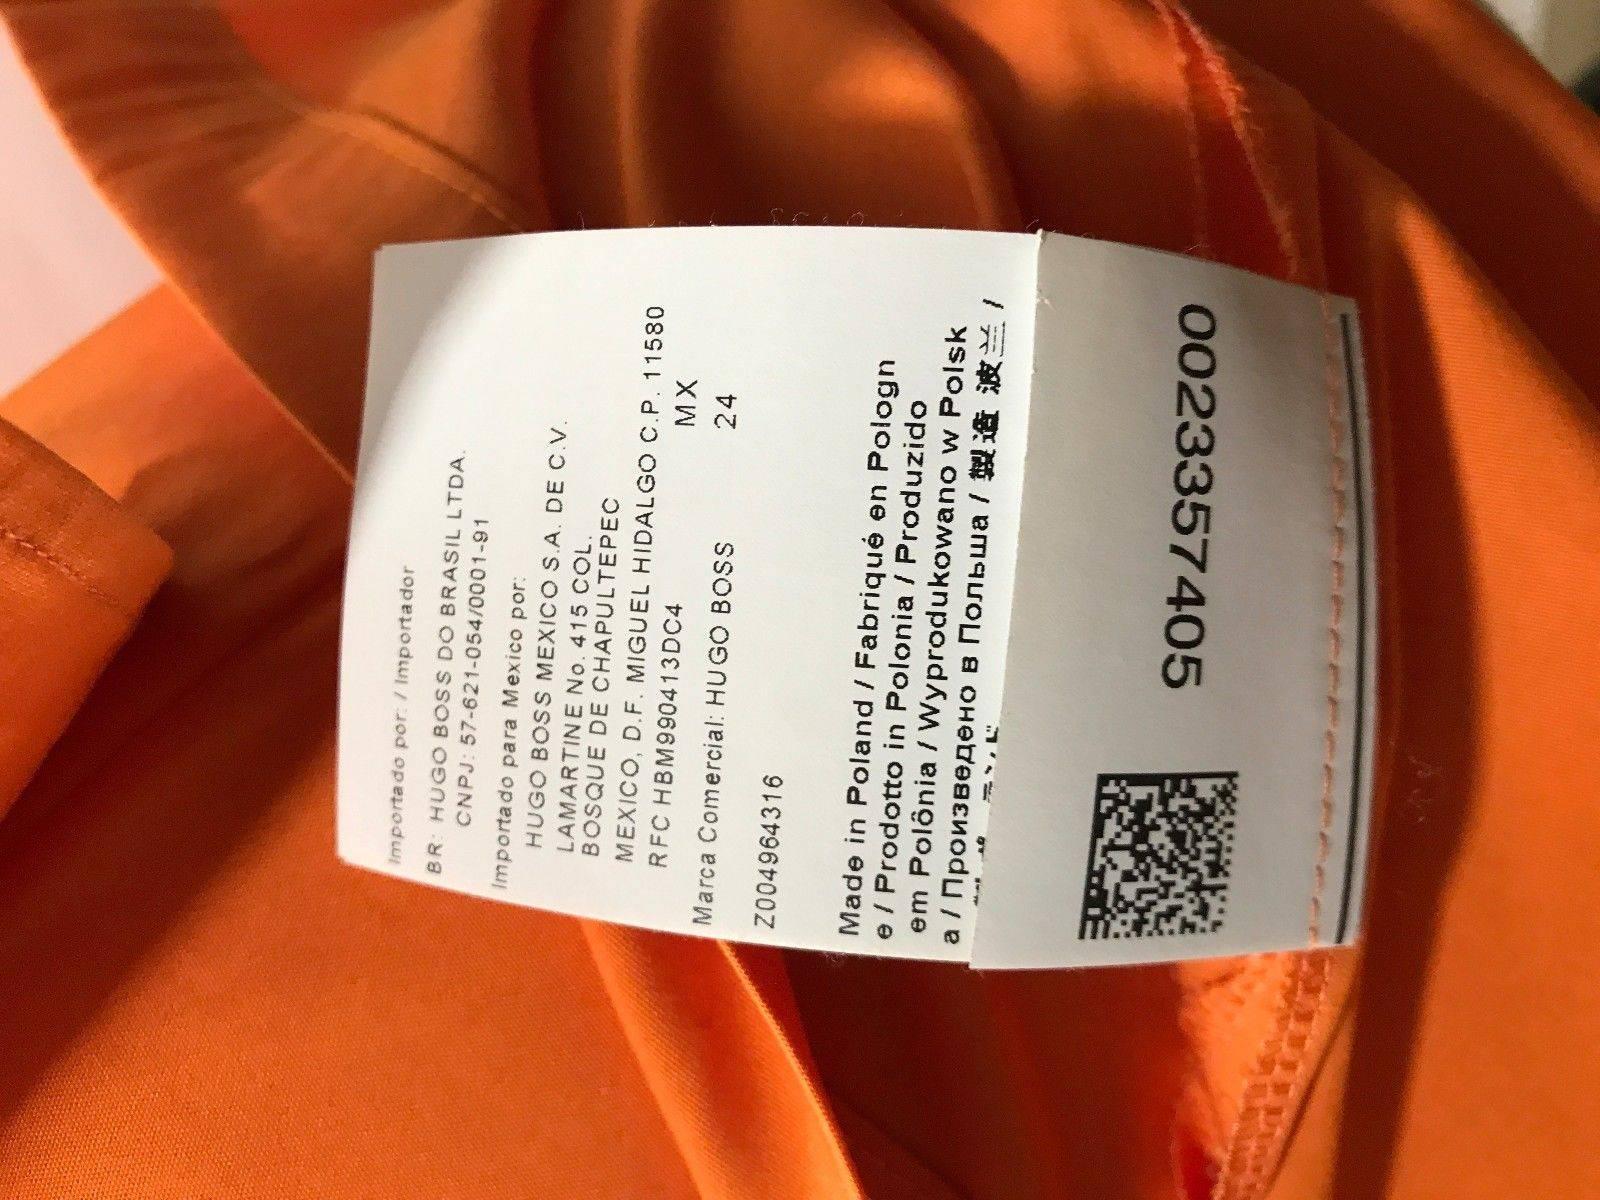 Importado por: / Importador
BR: HUGO BOSS DO BRASIL LTDA.
CNPJ: 57-621-054/0001-91
Importado para Mexico por:
HUGO BOSS MEXICO S.A. DE C.V.
LAMARTINE No. 415 COL.
BOSQUE DE CHAPULTEPEC
MEXICO, D.F. MIGUEL HIDALGO C.P. 11580
RFC HBM990413DC4 MX
Marca Comercial: HUGO BOSS 24
Z004964316
Made in Poland / Fabriqué en Pologn
e / Prodotto in Polonia / Produzido
em Polônia / Wyprodukowano w Polsk
a / Произведено в Польша / 製造 波兰 /
0023357405